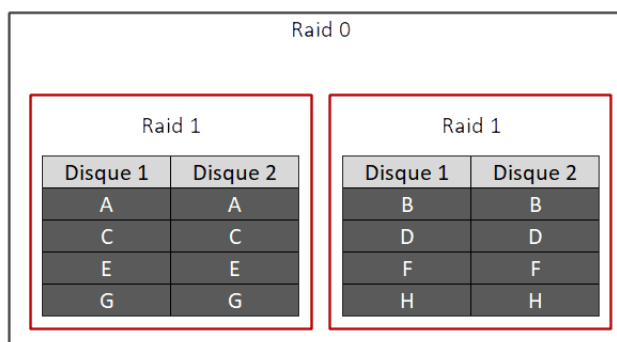 Raid 0
Raid 1
Disque 1 Disque 2
A A
C C
E E
G G
Raid 1
Disque 1 Disque 2
B B
D D
F F
H H